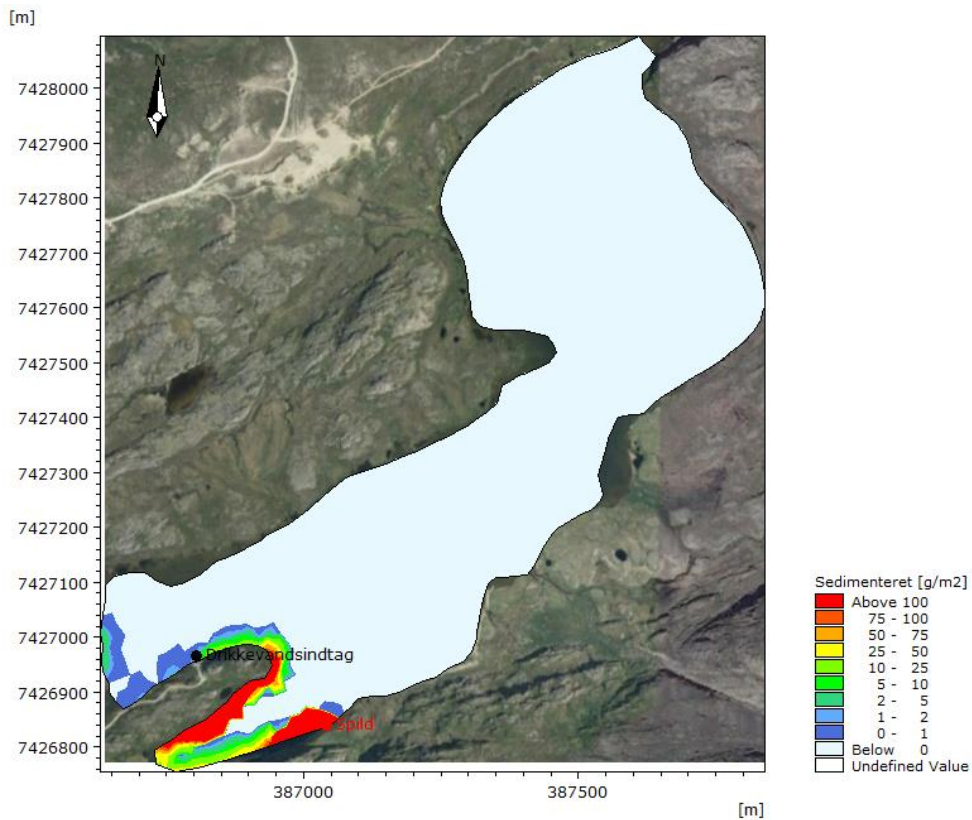 [m]
N
7428000
7427900
7427800
7427700
7427600
7427500
7427400
7427300
7427200
7427100
7427000
7426900
7426800
Drikkevandsindtag
Spild
387000
387500
[m]
Sedimenteret [g/m2]
Above 100
75 - 100
50 - 75
25 - 50
10 - 25
5 - 10
2 - 5
1 - 2
0 - 1
Below 0
Undefined Value